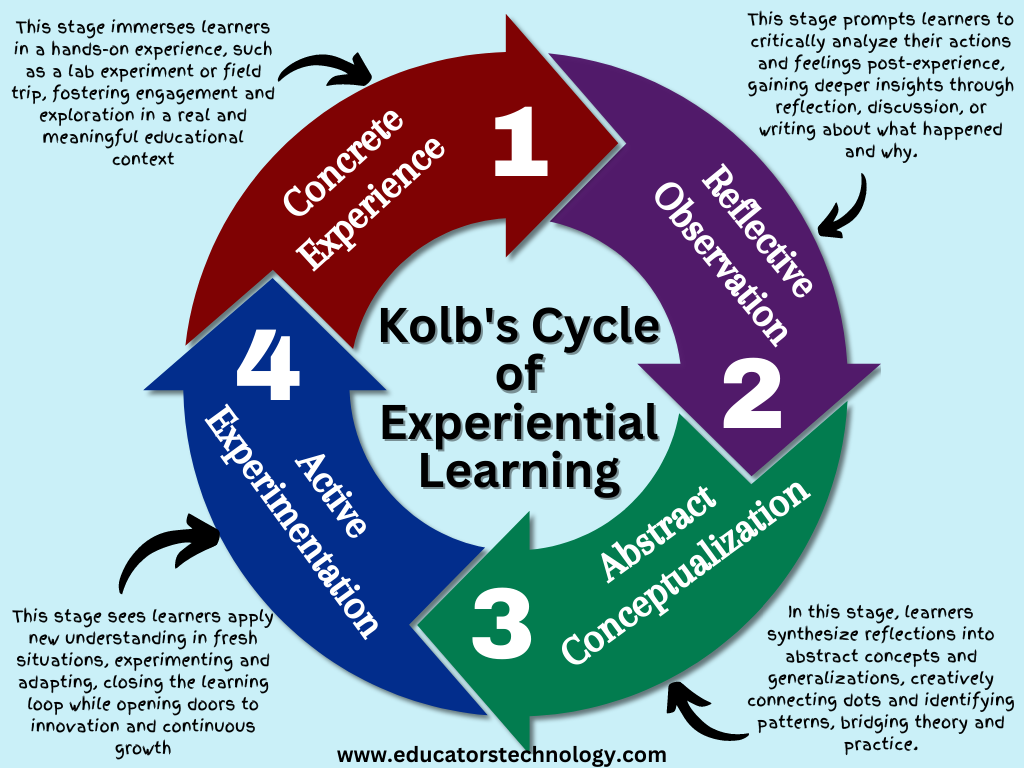 This stage immerses learners
in a hands-on experience, such
as a lab experiment or field
trip, fostering engagement and
exploration in a real and
meaningful educational
context
This stage prompts learners to
critically analyze their actions
and feelings post-experience,
gaining deeper insights through
reflection, discussion, or
writing about what happened
and why.
1
Concrete
Experience
Reflective
Observation
2
Kolb's Cycle
of
Experiential
Learning
4
Active
Experimentation
3
Abstract
Conceptualization
This stage sees learners apply
new understanding in fresh
situations, experimenting and
adapting, closing the learning
loop while opening doors to
innovation and continuous
growth
In this stage, learners
synthesize reflections into
abstract concepts and
generalizations, creatively
connecting dots and identifying
patterns, bridging theory and
practice.
www.educatorstechnology.com